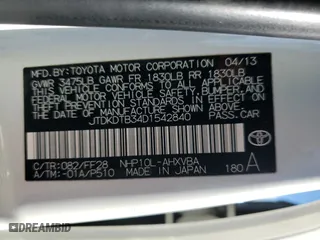 MFD.BY: TOYOTA MOTOR CORPORATION 04/13
GVWR 3475LB GAWR FR 1830LB RR 1830LB
THIS VEHICLE CONFORMS TO ALL APPLICABLE
FEDERAL MOTOR VEHICLE SAFETY, BUMPER, AND
THEFT PREVENTION STANDARDS IN EFFECT ON
THE DATE OF MANUFACTURE SHOWN ABOVE.
JTDKDTB34D1542840 PASS.CAR
TOYOTA
C/TR:082/FF28 NHP10L-AHXVBA
A/TM:-01A/P510 MADE IN JAPAN 180 A